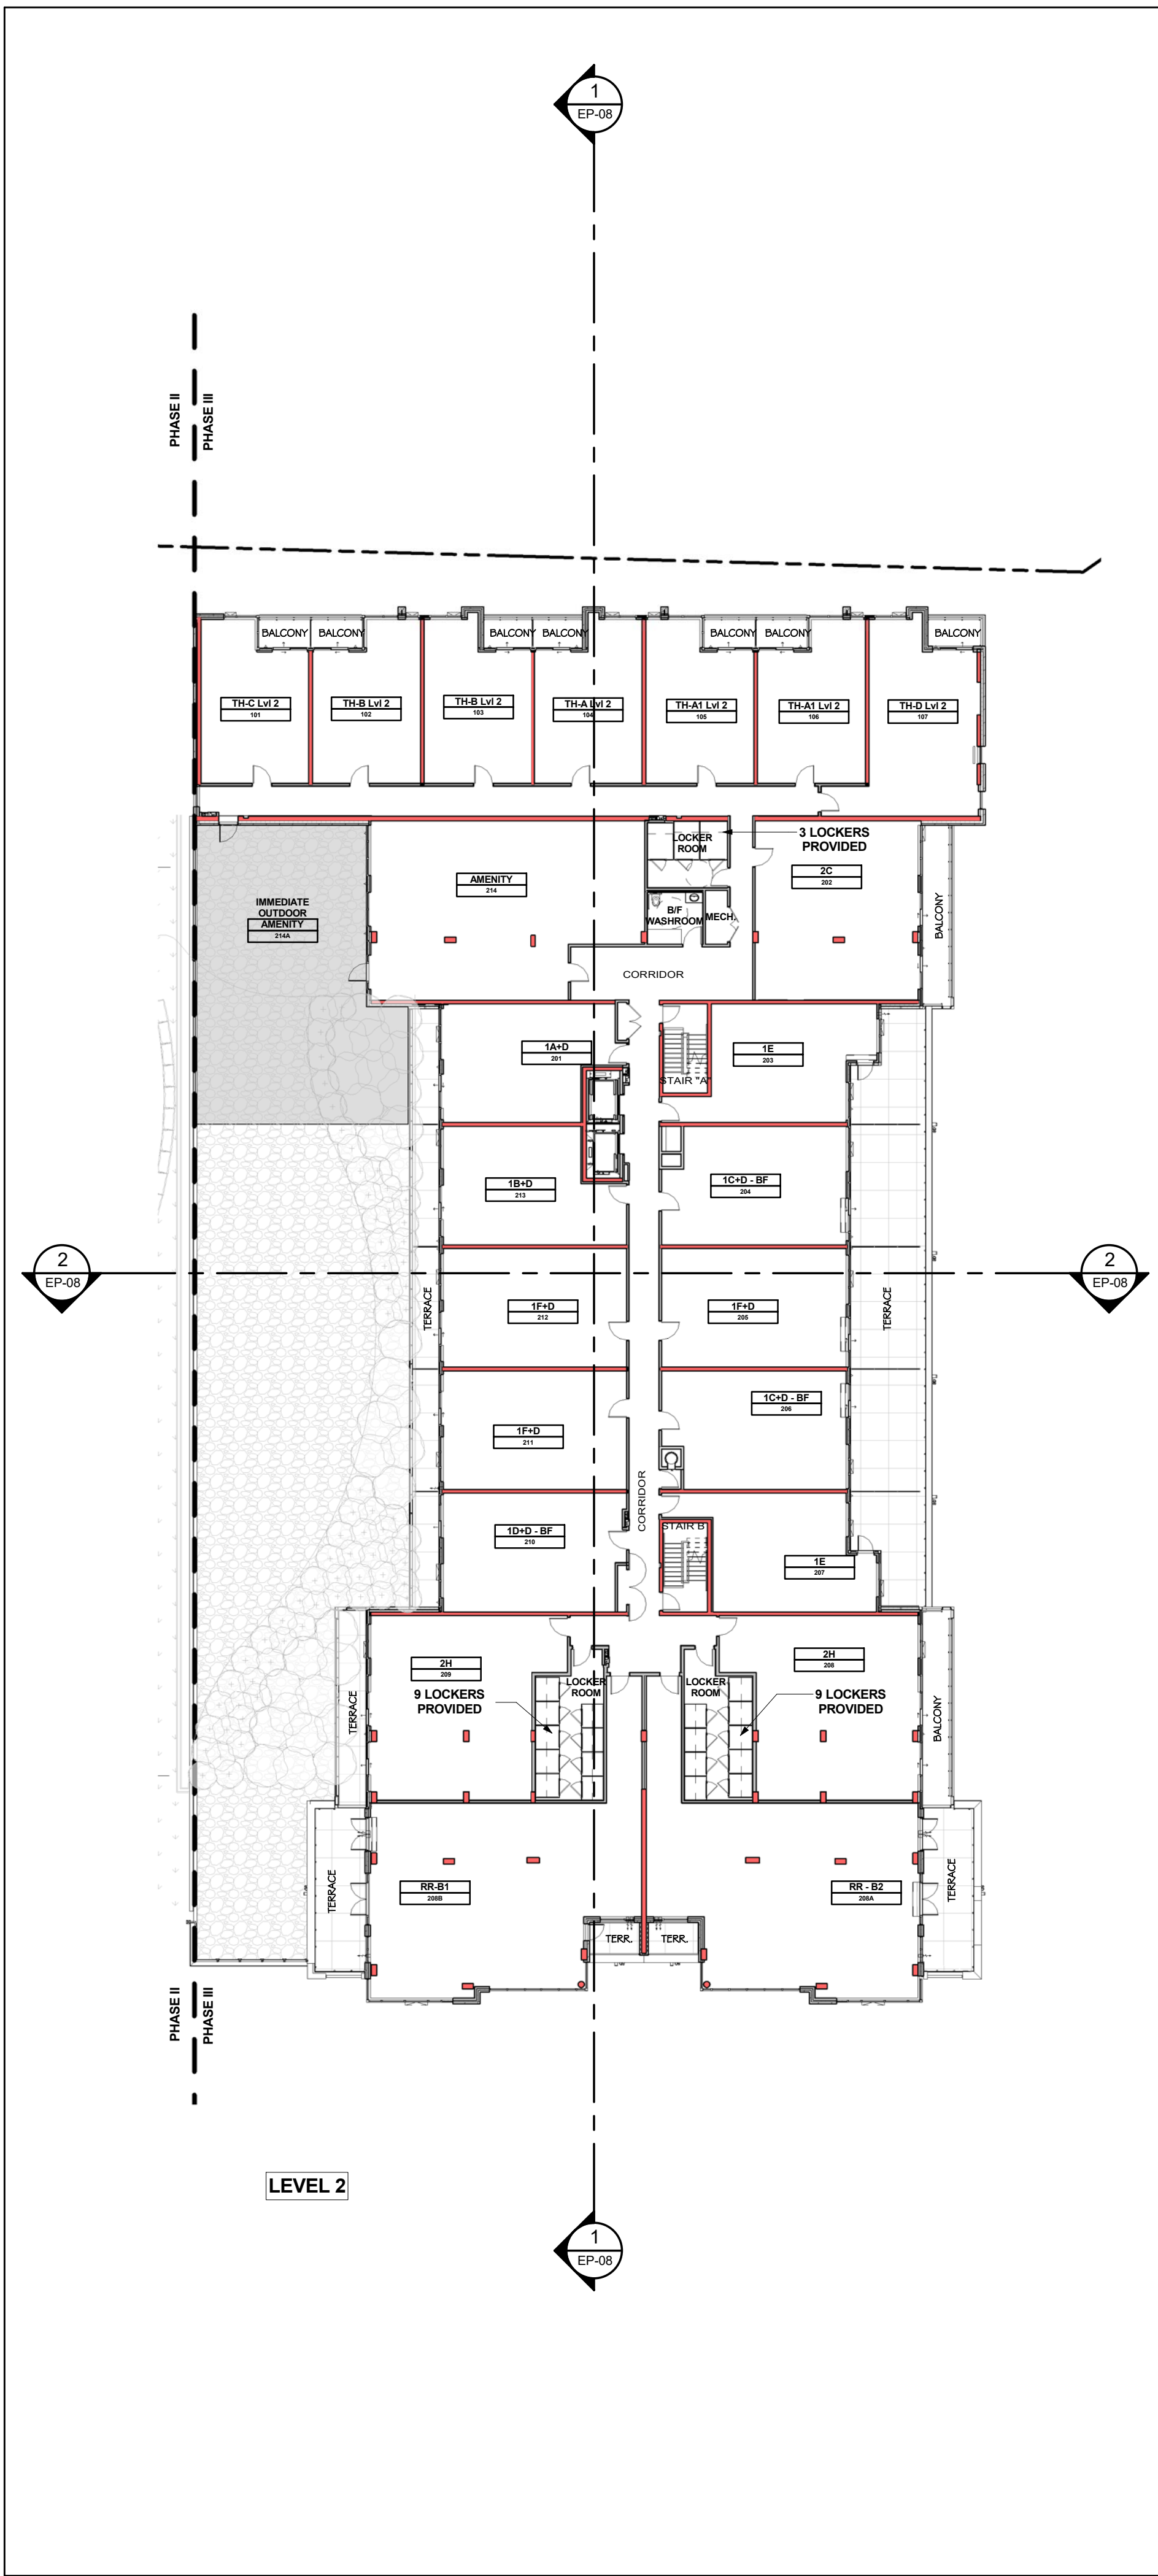 1
EP-08
PHASE II
PHASE III
BALCONY
BALCONY
BALCONY
BALCONY
BALCONY
BALCONY
BALCONY
TH-C Lvl 2
101
TH-B Lvl 2
102
TH-B Lvl 2
103
TH-A Lvl 2
104
TH-A1 Lvl 2
105
TH-A1 Lvl 2
106
TH-D Lvl 2
107
LOCKER
ROOM
3 LOCKERS
PROVIDED
AMENITY
214
2C
202
IMMEDIATE
OUTDOOR
AMENITY
214A
B/F
WASHROOM
MECH.
BALCONY
CORRIDOR
1A+D
201
STAIR "A"
1E
203
1B+D
213
1C+D - BF
204
2
EP-08
2
EP-08
TERRACE
1F+D
212
1F+D
205
TERRACE
1F+D
211
1C+D - BF
206
CORRIDOR
1D+D - BF
210
STAIR B
1E
207
2H
209
LOCKER
ROOM
LOCKER
ROOM
2H
208
9 LOCKERS
PROVIDED
9 LOCKERS
PROVIDED
TERRACE
BALCONY
TERRACE
RR-B1
208B
RR - B2
208A
TERRACE
TERR.
TERR.
PHASE II
PHASE III
LEVEL 2
1
EP-08